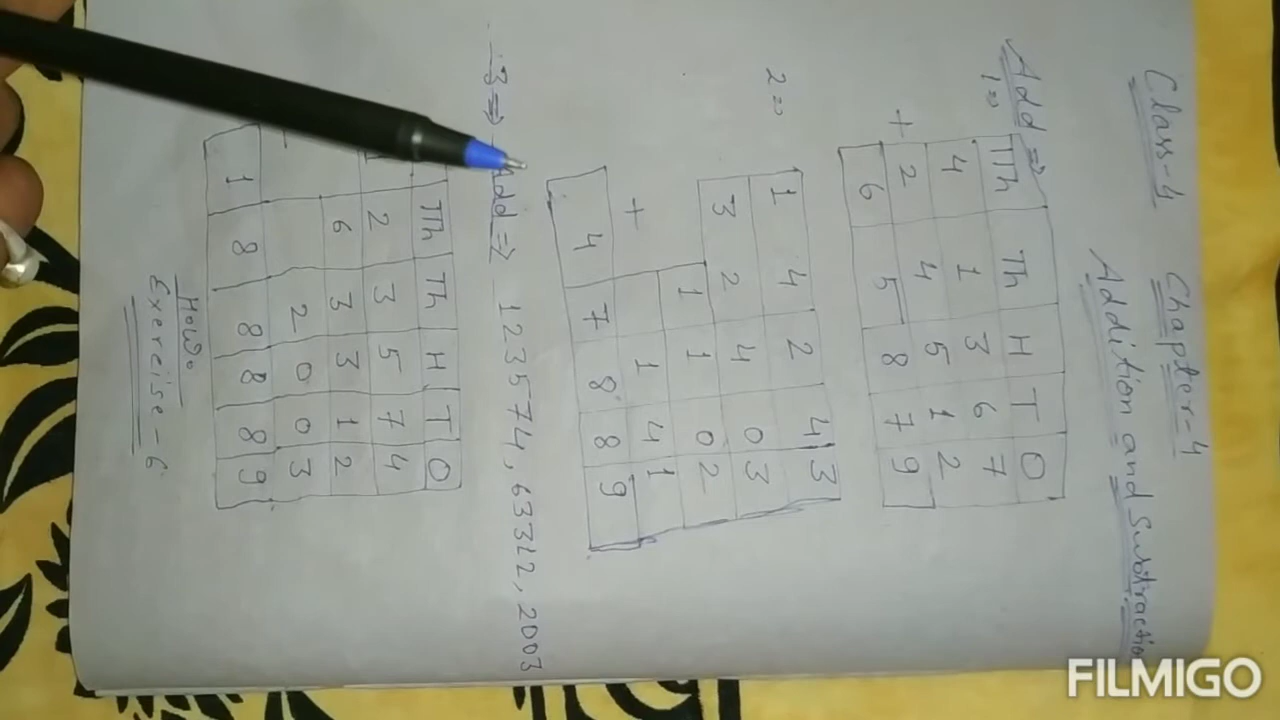 Class-4 Chapter-4
Addition and Subtraction
Add ⇒
1⇒ TTh Th H T O
4 1 3 6 7
+ 2 4 5 1 2
6 5 8 7 9
2⇒ 1 4 2 4 3
3 2 4 0 3
1 1 0 2
+ 1 4 1
4 7 8 8 9
3⇒ Add ⇒ 123574, 63312, 2003
TTh Th H T O
2 3 5 7 4
6 3 3 1 2
2 0 0 3
1 8 8 8 8 9
Exercise-6
FILMIGO